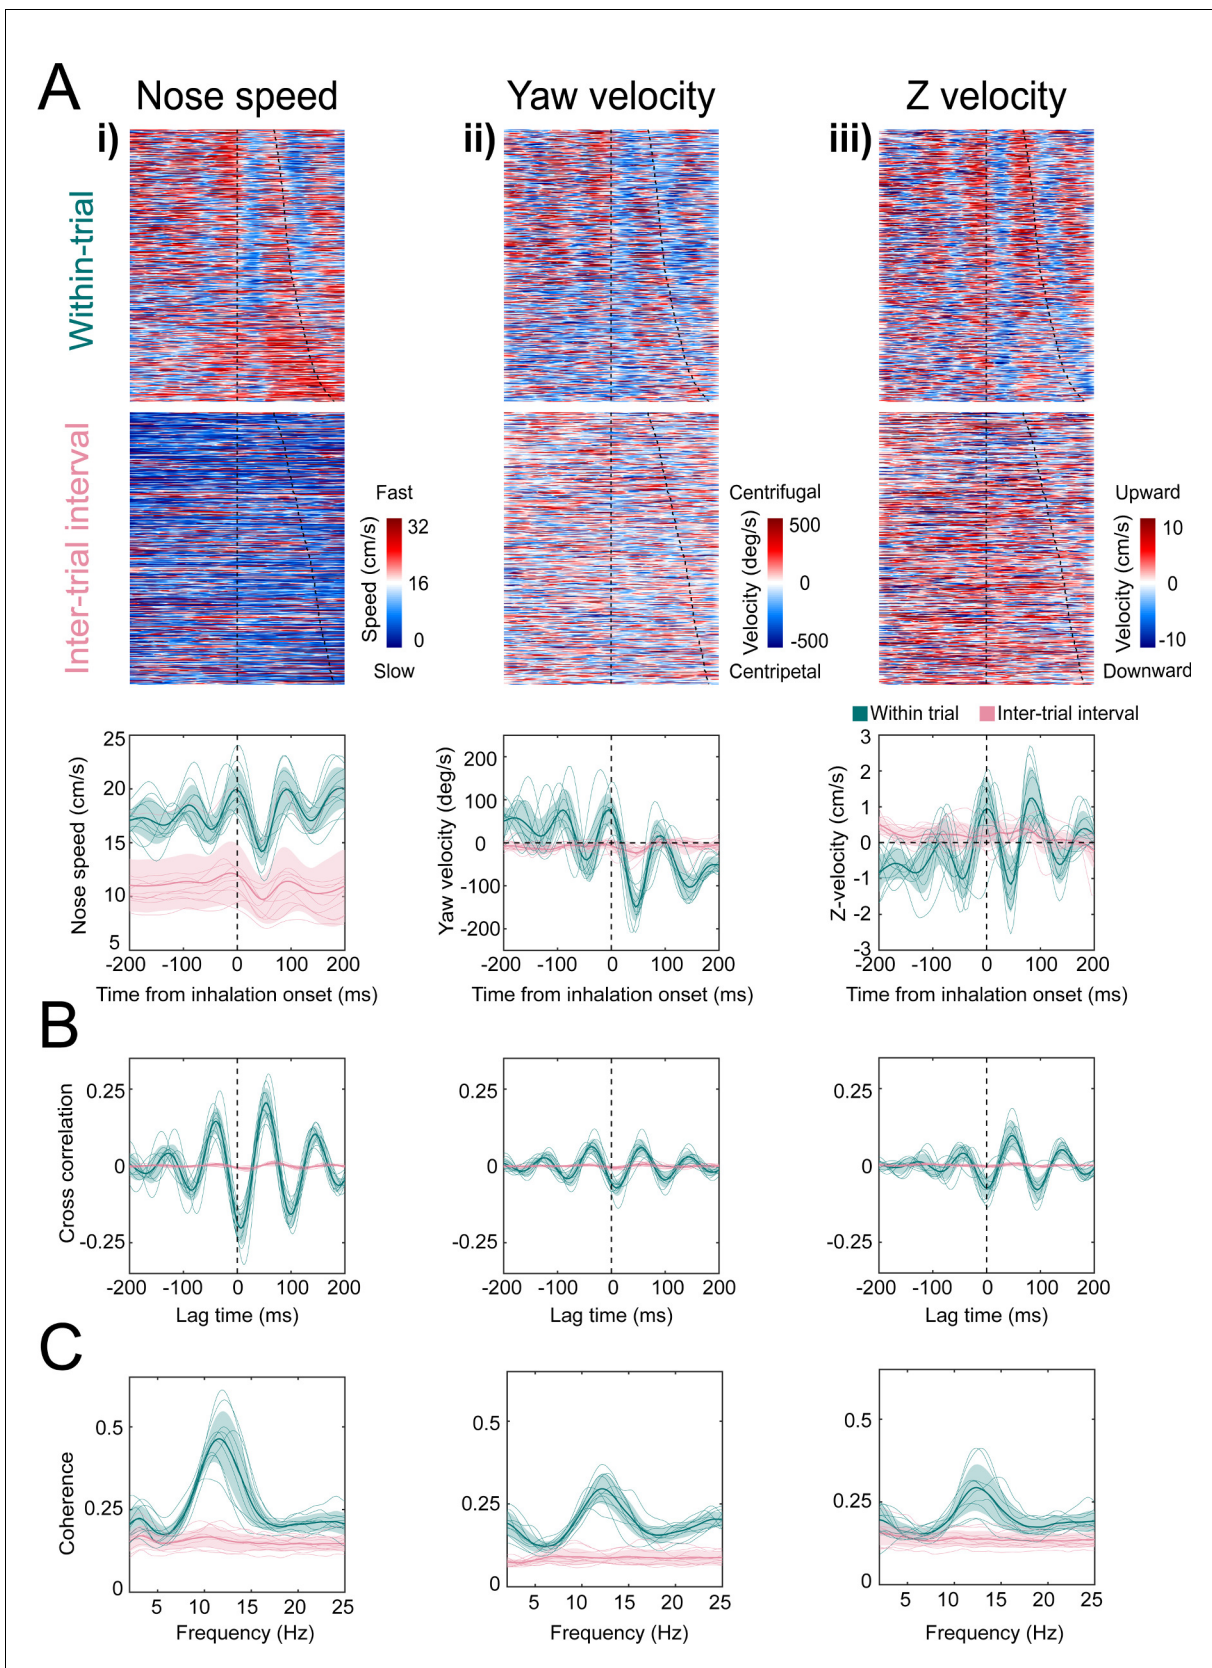 A
Nose speed
Yaw velocity
Z velocity
i)
ii)
iii)
Within-trial
Inter-trial interval
Fast
Speed (cm/s)
32
16
0
Slow
Centrifugal
Velocity (deg/s)
500
0
-500
Centripetal
Upward
Velocity (cm/s)
10
0
-10
Downward
Within trial
Inter-trial interval
Nose speed (cm/s)
25
20
15
10
5
-200 -100 0 100 200
Time from inhalation onset (ms)
Yaw velocity (deg/s)
200
100
0
-100
-200
-200 -100 0 100 200
Time from inhalation onset (ms)
Z-velocity (cm/s)
3
2
1
0
-1
-2
-3
-200 -100 0 100 200
Time from inhalation onset (ms)
B
Cross correlation
0.25
0
-0.25
-200 -100 0 100 200
Lag time (ms)
0.25
0
-0.25
-200 -100 0 100 200
Lag time (ms)
0.25
0
-0.25
-200 -100 0 100 200
Lag time (ms)
C
Coherence
0.5
0.25
0
5 10 15 20 25
Frequency (Hz)
0.5
0.25
0
5 10 15 20 25
Frequency (Hz)
0.5
0.25
0
5 10 15 20 25
Frequency (Hz)